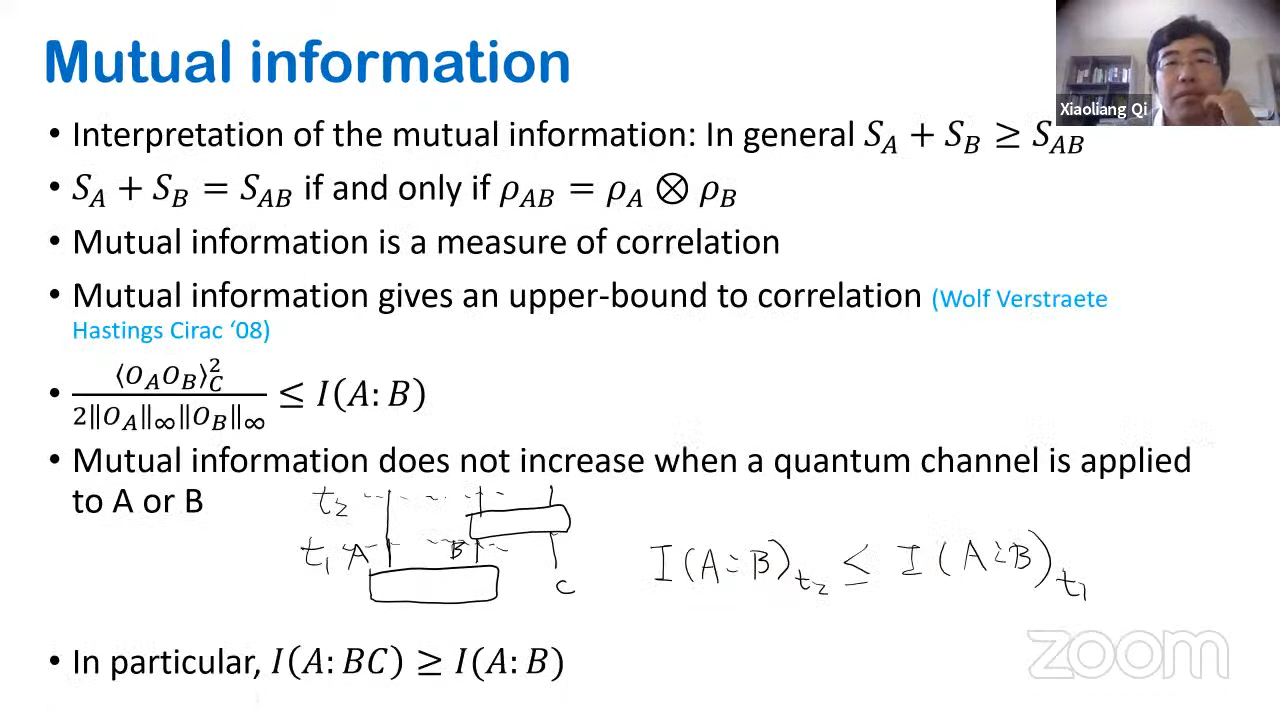 Mutual information
Xiaoliang Qi
• Interpretation of the mutual information: In general S_A + S_B ≥ S_AB
• S_A + S_B = S_AB if and only if ρ_AB = ρ_A ⊗ ρ_B
• Mutual information is a measure of correlation
• Mutual information gives an upper-bound to correlation (Wolf Verstraete
Hastings Cirac ‘08)
• ⟨O_A O_B⟩_C^2 / 2‖O_A‖_∞‖O_B‖_∞ ≤ I(A:B)
• Mutual information does not increase when a quantum channel is applied
to A or B
t_2
t_1 A B
C
I(A:B)_{t_2} ≤ I(A:B)_{t_1}
• In particular, I(A:BC) ≥ I(A:B)
zoom